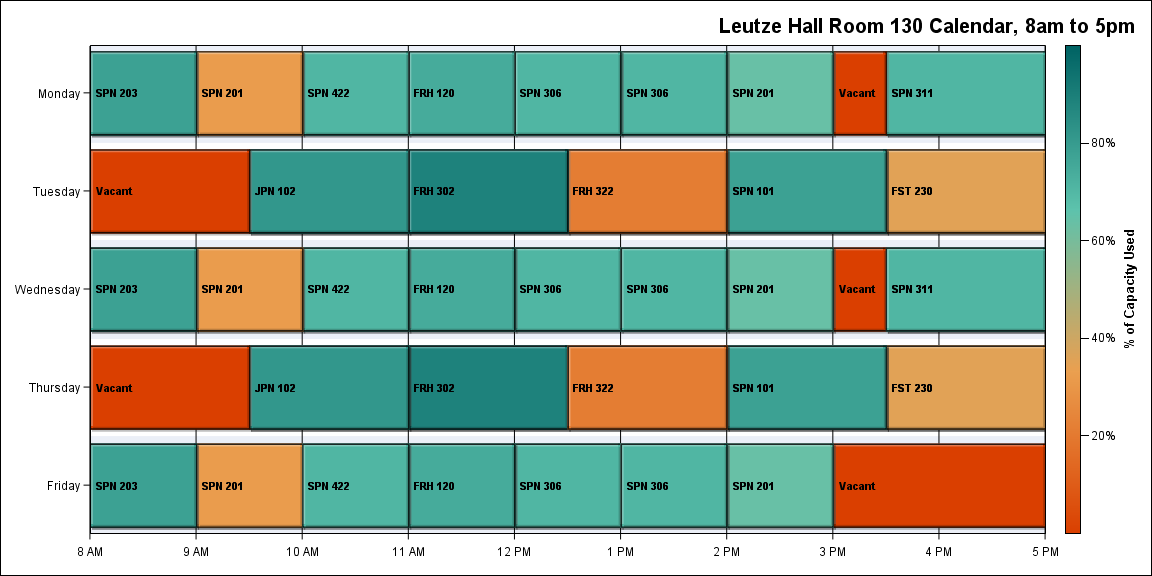 Leutze Hall Room 130 Calendar, 8am to 5pm
Monday
SPN 203
SPN 201
SPN 422
FRH 120
SPN 306
SPN 306
SPN 201
Vacant
SPN 311
Tuesday
Vacant
JPN 102
FRH 302
FRH 322
SPN 101
FST 230
Wednesday
SPN 203
SPN 201
SPN 422
FRH 120
SPN 306
SPN 306
SPN 201
Vacant
SPN 311
Thursday
Vacant
JPN 102
FRH 302
FRH 322
SPN 101
FST 230
Friday
SPN 203
SPN 201
SPN 422
FRH 120
SPN 306
SPN 306
SPN 201
Vacant
8 AM
9 AM
10 AM
11 AM
12 PM
1 PM
2 PM
3 PM
4 PM
5 PM
80%
60%
40%
20%
% of Capacity Used